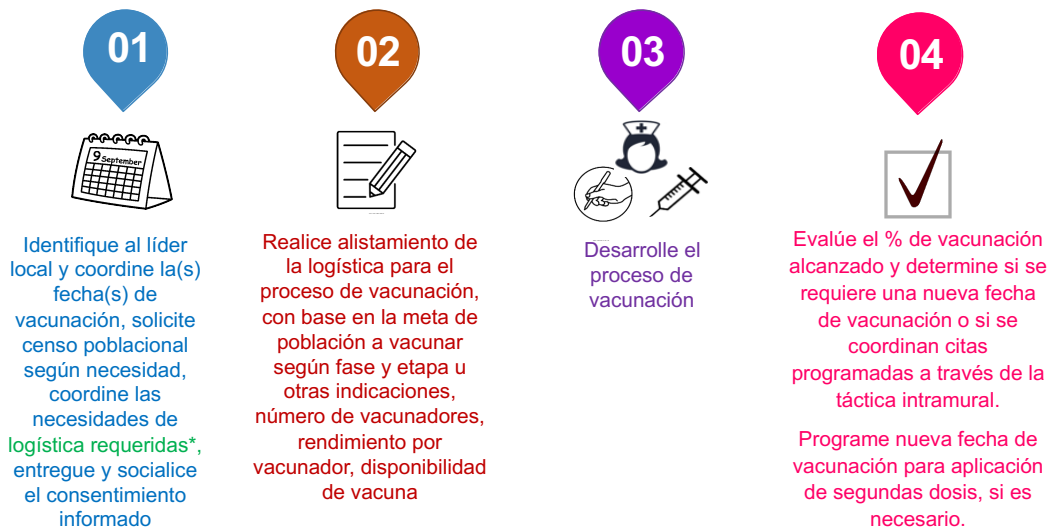 01
9 September
Identifique al líder
local y coordine la(s)
fecha(s) de
vacunación, solicite
censo poblacional
según necesidad,
coordine las
necesidades de
logística requeridas*,
entregue y socialice
el consentimiento
informado
02
Realice alistamiento de
la logística para el
proceso de vacunación,
con base en la meta de
población a vacunar
según fase y etapa u
otras indicaciones,
número de vacunadores,
rendimiento por
vacunador, disponibilidad
de vacuna
03
Desarrolle el
proceso de
vacunación
04
Evalúe el % de vacunación
alcanzado y determine si se
requiere una nueva fecha
de vacunación o si se
coordinan citas
programadas a través de la
táctica intramural.
Programe nueva fecha de
vacunación para aplicación
de segundas dosis, si es
necesario.